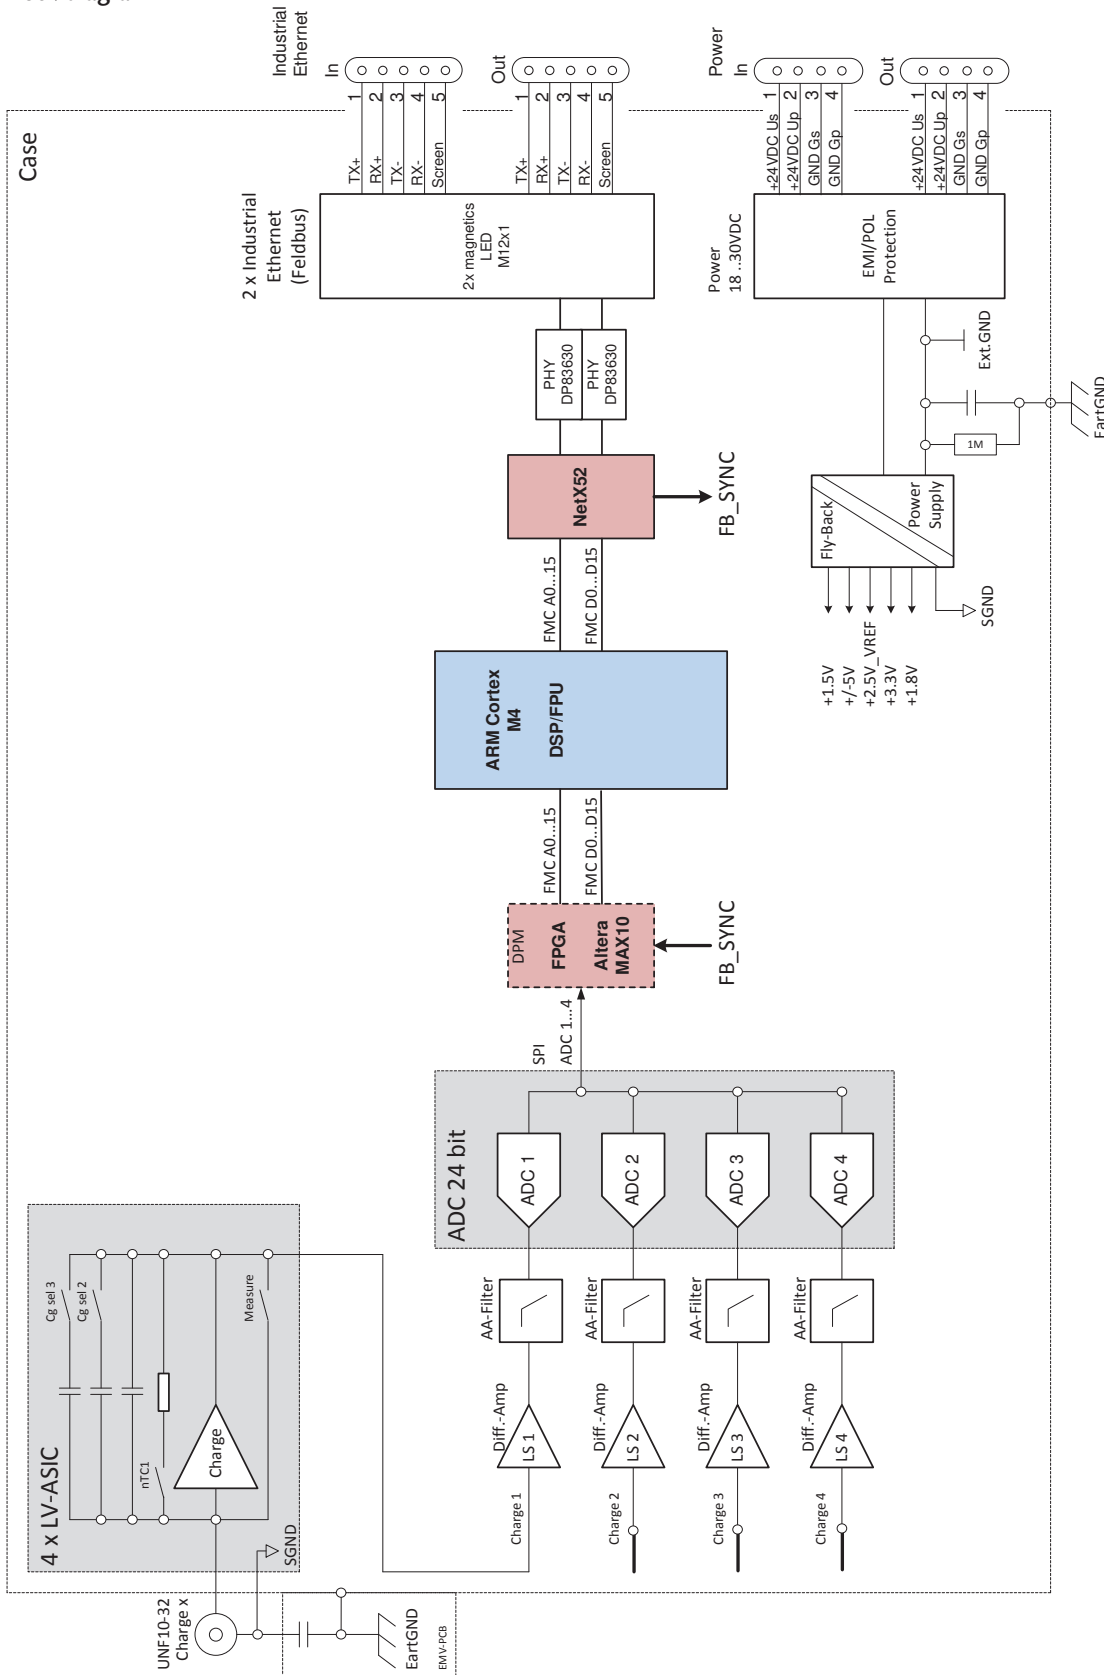 Case
Industrial
Ethernet
In
1
2
3
4
5
TX+
RX+
TX-
RX-
Screen
Out
1
2
3
4
5
TX+
RX+
TX-
RX-
Screen
2 x Industrial
Ethernet
(Feldbus)
2x magnetics
LED
M12x1
Power
In
1
2
3
4
+24VDC Us
+24VDC Up
GND Gs
GND Gp
Out
1
2
3
4
+24VDC Us
+24VDC Up
GND Gs
GND Gp
Power
18 ..30VDC
EMI/POL
Protection
PHY
DP83630
PHY
DP83630
Ext.GND
1M
EartGND
NetX52
FB_SYNC
Fly-Back
Power
Supply
+1.5V
+/-5V
+2.5V_VREF
+3.3V
+1.8V
SGND
FMC A0...15
FMC D0...D15
ARM Cortex
M4
DSP/FPU
FMC A0...15
FMC D0...D15
DPM
FPGA
Altera
MAX10
FB_SYNC
SPI
ADC 1...4
ADC 24 bit
ADC 1
ADC 2
ADC 3
ADC 4
AA-Filter
AA-Filter
AA-Filter
AA-Filter
Diff.-Amp
LS 1
Diff.-Amp
LS 2
Diff.-Amp
LS 3
Diff.-Amp
LS 4
Charge 1
Charge 2
Charge 3
Charge 4
4 x LV-ASIC
Cg sel 3
Cg sel 2
nTC1
Charge
Measure
SGND
UNF10-32
Charge x
EartGND
EMV-PCB